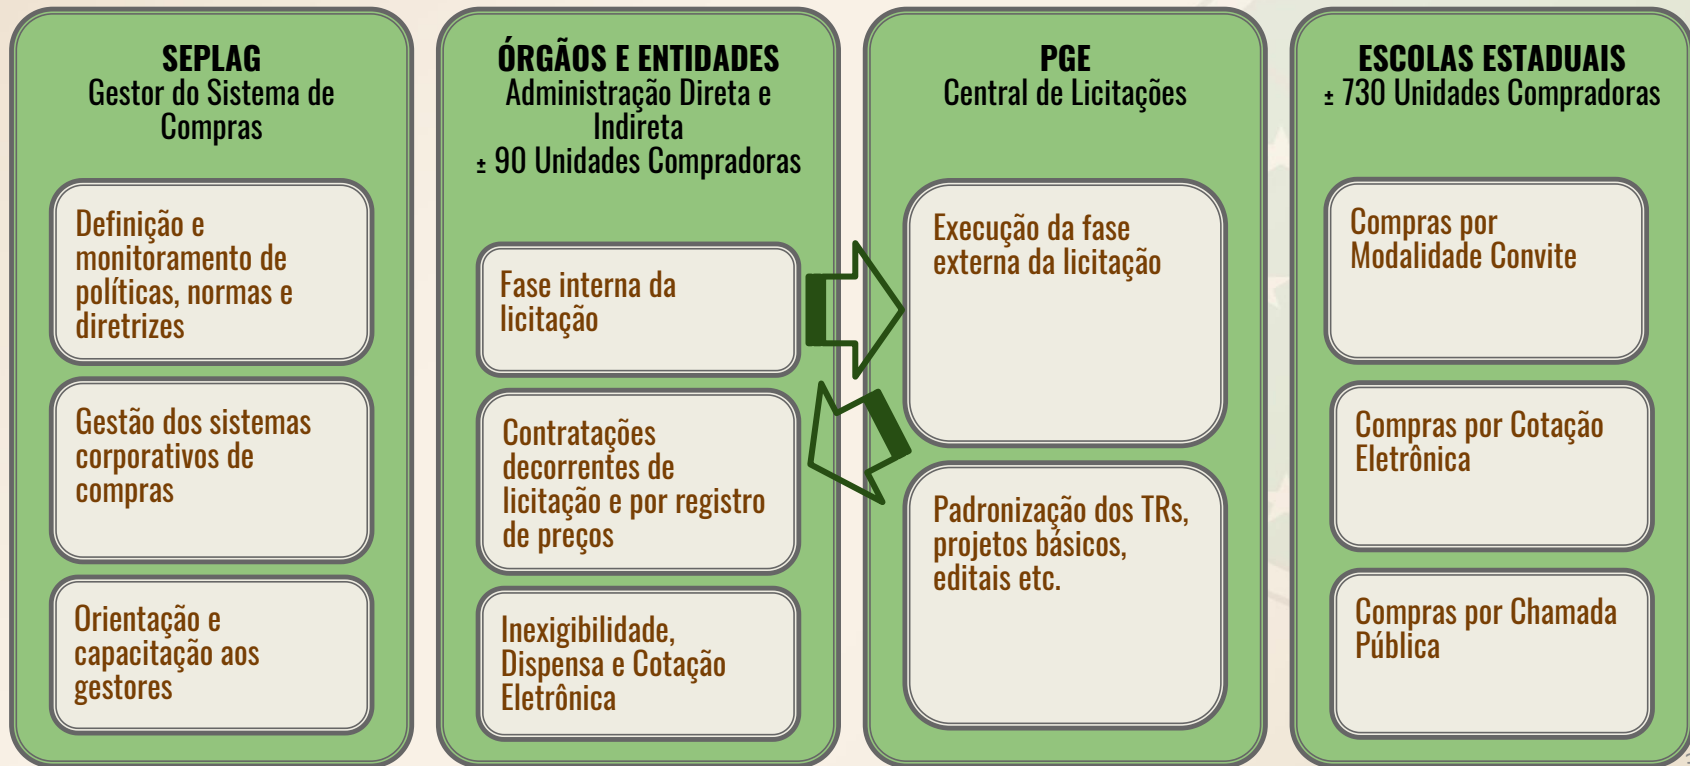 SEPLAG
Gestor do Sistema de
Compras
Definição e
monitoramento de
políticas, normas e
diretrizes
Gestão dos sistemas
corporativos de
compras
Orientação e
capacitação aos
gestores
ÓRGÃOS E ENTIDADES
Administração Direta e
Indireta
± 90 Unidades Compradoras
Fase interna da
licitação
Contratações
decorrentes de
licitação e por registro
de preços
Inexigibilidade,
Dispensa e Cotação
Eletrônica
PGE
Central de Licitações
Execução da fase
externa da licitação
Padronização dos TRs,
projetos básicos,
editais etc.
ESCOLAS ESTADUAIS
± 730 Unidades Compradoras
Compras por
Modalidade Convite
Compras por Cotação
Eletrônica
Compras por Chamada
Pública